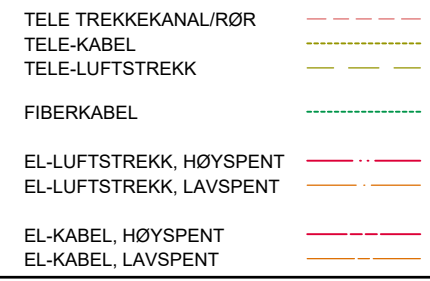 TELE TREKKEKANAL/RØR
TELE-KABEL
TELE-LUFTSTREKK
FIBERKABEL
EL-LUFTSTREKK, HØYSPENT
EL-LUFTSTREKK, LAVSPENT
EL-KABEL, HØYSPENT
EL-KABEL, LAVSPENT